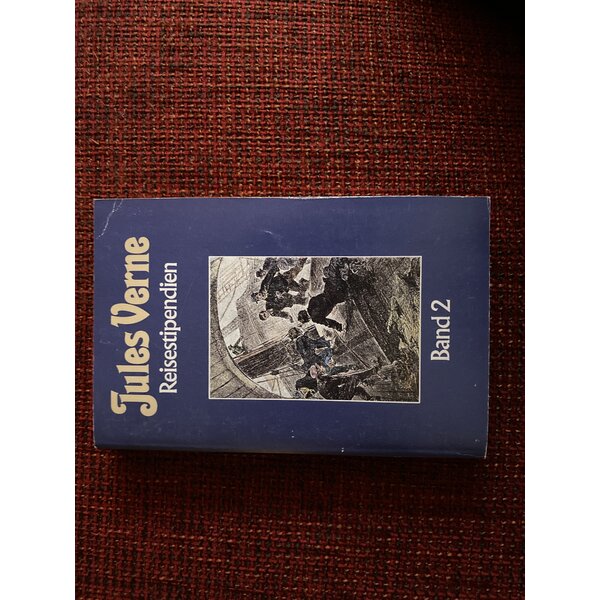 Jules Verne
Reisestipendien
Band 2